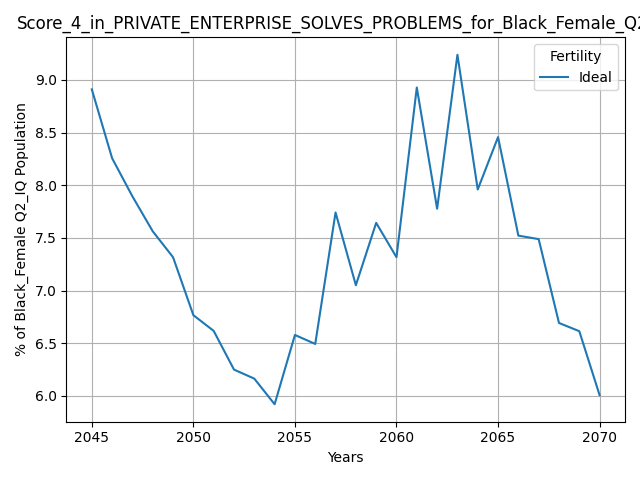 Score_4_in_PRIVATE_ENTERPRISE_SOLVES_PROBLEMS_for_Black_Female_Q2
Fertility
Ideal
% of Black_Female Q2_IQ Population
9.0
8.5
8.0
7.5
7.0
6.5
6.0
2045 2050 2055 2060 2065 2070
Years